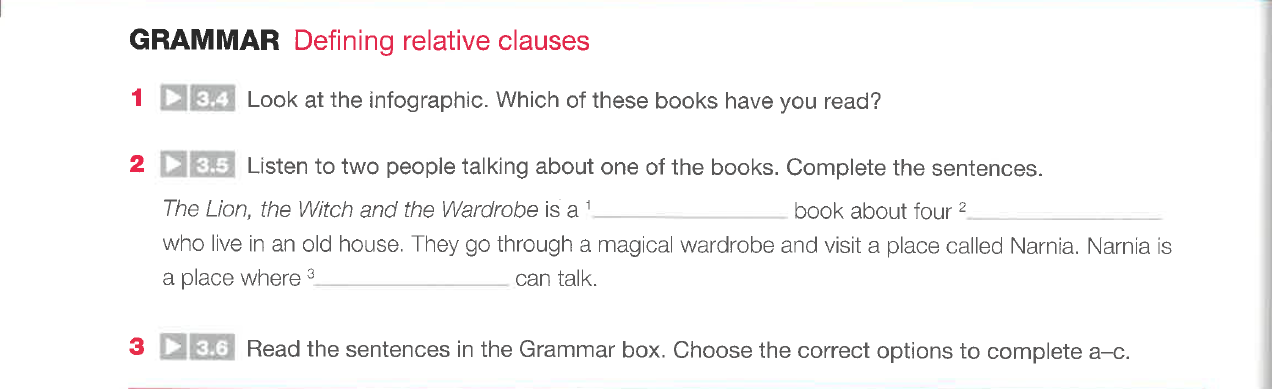 GRAMMAR Defining relative clauses
1 3.4 Look at the infographic. Which of these books have you read?
2 3.5 Listen to two people talking about one of the books. Complete the sentences.
The Lion, the Witch and the Wardrobe is a 1_______________ book about four 2_______________
who live in an old house. They go through a magical wardrobe and visit a place called Narnia. Narnia is
a place where 3_______________ can talk.
3 3.6 Read the sentences in the Grammar box. Choose the correct options to complete a–c.